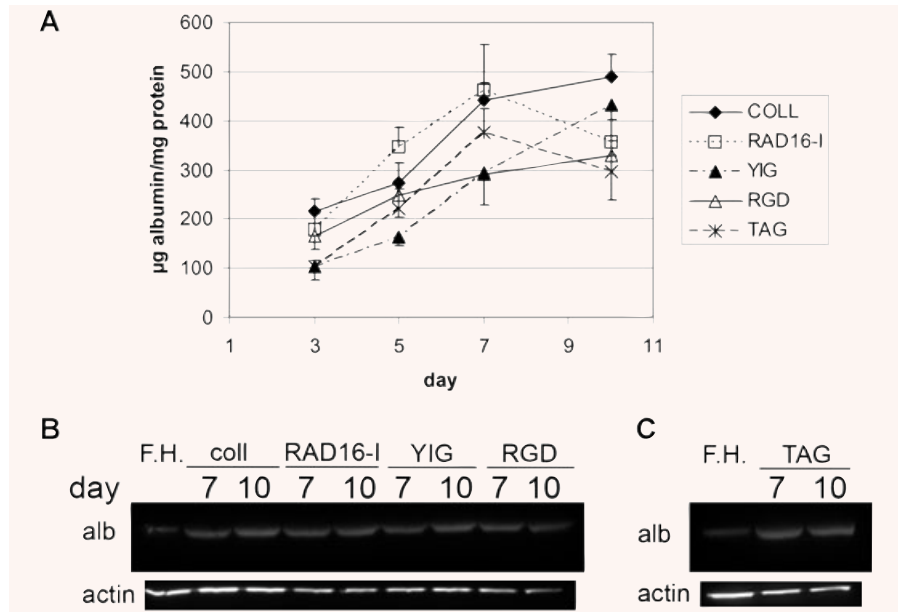 A
µg albumin/mg protein
600
500
400
300
200
100
0
1 3 5 7 9 11
day
COLL
RAD16-I
YIG
RGD
TAG
B
F.H. coll RAD16-I YIG RGD
day 7 10 7 10 7 10 7 10
alb
actin
C
F.H. TAG
7 10
alb
actin